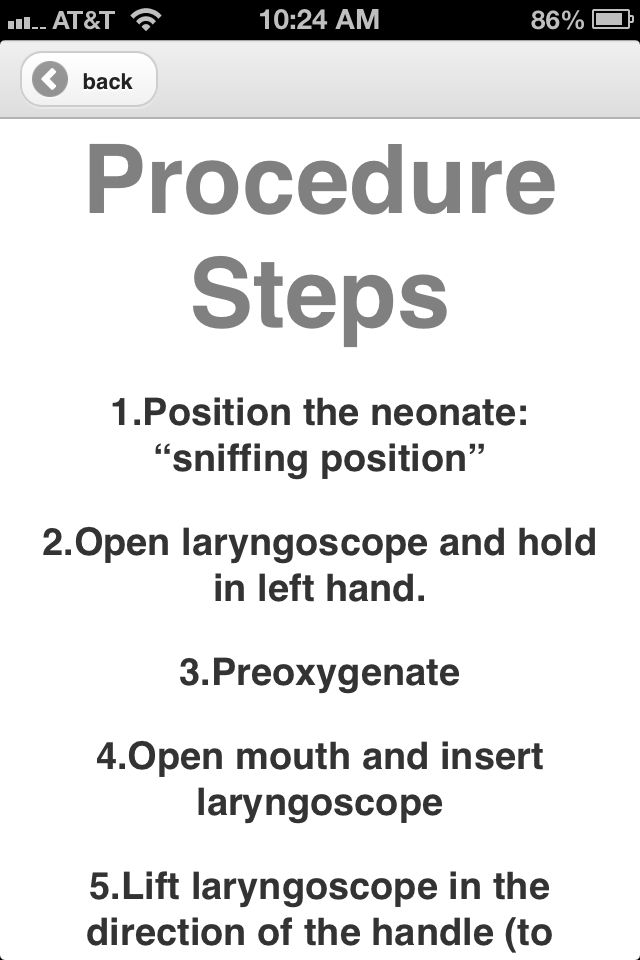 AT&T 10:24 AM 86%
back
Procedure
Steps
1.Position the neonate:
“sniffing position”
2.Open laryngoscope and hold
in left hand.
3.Preoxygenate
4.Open mouth and insert
laryngoscope
5.Lift laryngoscope in the
direction of the handle (to